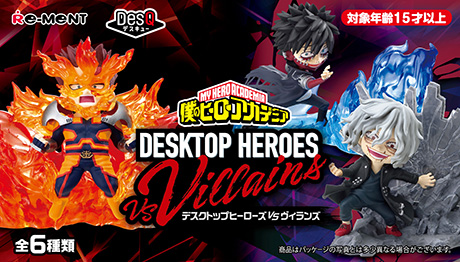 Re-MeNT
DesQ
デスキュー
対象年齢15才以上
MY HERO ACADEMIA
僕のヒーローアカデミア
DESKTOP HEROES
VS Villains
デスクトップヒーローズ VS ヴィランズ
全6種類
商品はパッケージの写真とは多少異なる場合がございます。